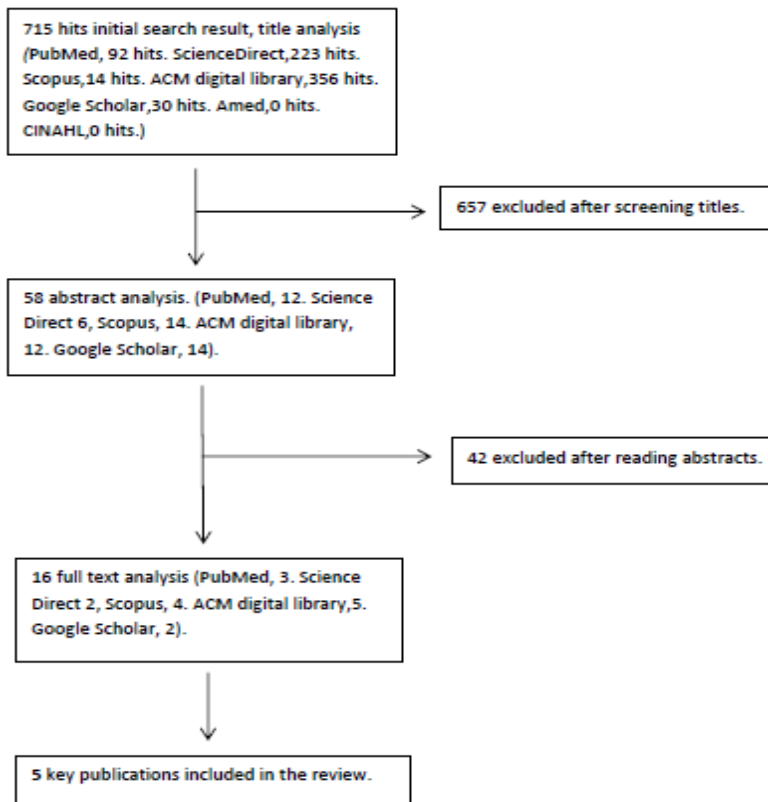 715 hits initial search result, title analysis
(PubMed, 92 hits. ScienceDirect,223 hits.
Scopus,14 hits. ACM digital library,356 hits.
Google Scholar,30 hits. Amed,0 hits.
CINAHL,0 hits.)
657 excluded after screening titles.
58 abstract analysis. (PubMed, 12. Science
Direct 6, Scopus, 14. ACM digital library,
12. Google Scholar, 14).
42 excluded after reading abstracts.
16 full text analysis (PubMed, 3. Science
Direct 2, Scopus, 4. ACM digital library,5.
Google Scholar, 2).
5 key publications included in the review.